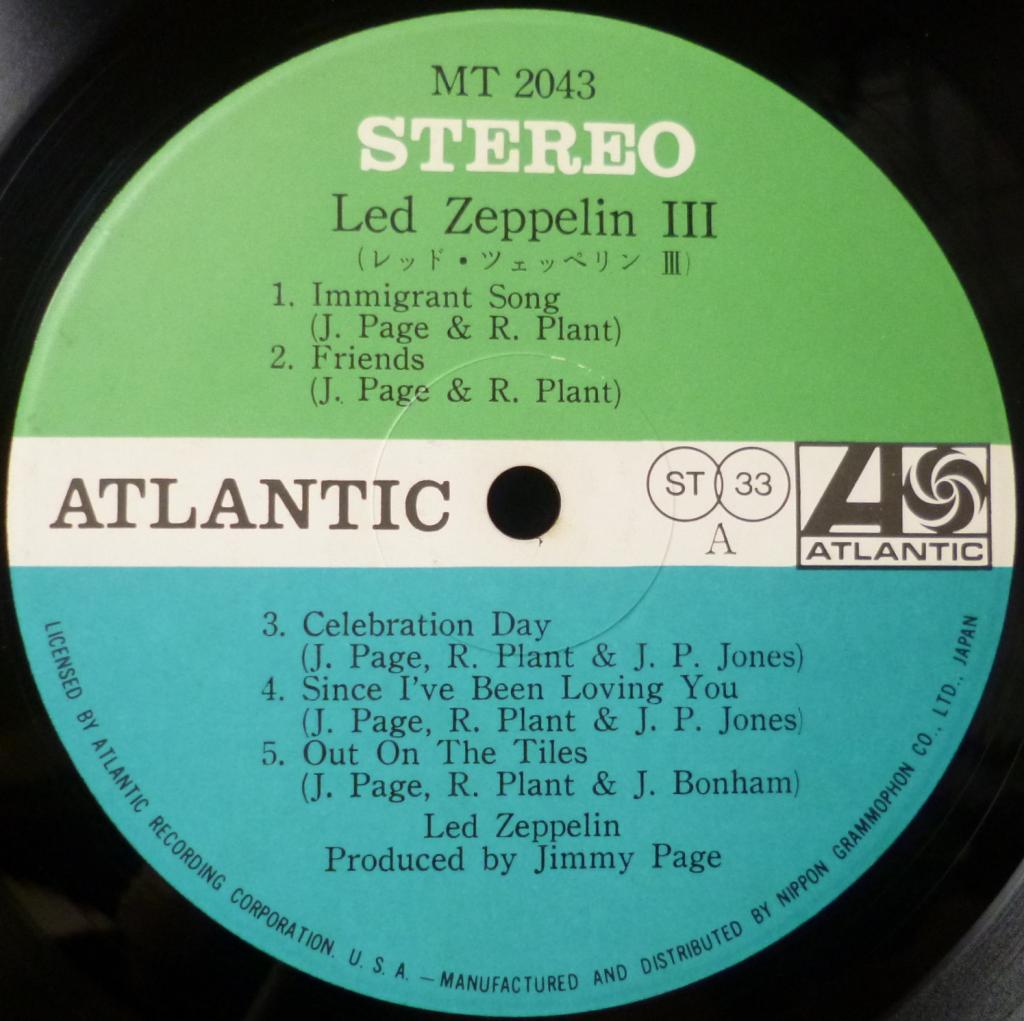 MT 2043
STEREO
Led Zeppelin III
(レッド・ツェッペリン Ⅲ)
1. Immigrant Song
(J. Page & R. Plant)
2. Friends
(J. Page & R. Plant)
ATLANTIC
ST 33
A
ATLANTIC
3. Celebration Day
(J. Page, R. Plant & J. P. Jones)
4. Since I've Been Loving You
(J. Page, R. Plant & J. P. Jones)
5. Out On The Tiles
(J. Page, R. Plant & J. Bonham)
Led Zeppelin
Produced by Jimmy Page
LICENSED BY ATLANTIC RECORDING CORPORATION. U. S. A. — MANUFACTURED AND DISTRIBUTED BY NIPPON GRAMMOPHON CO., LTD., JAPAN